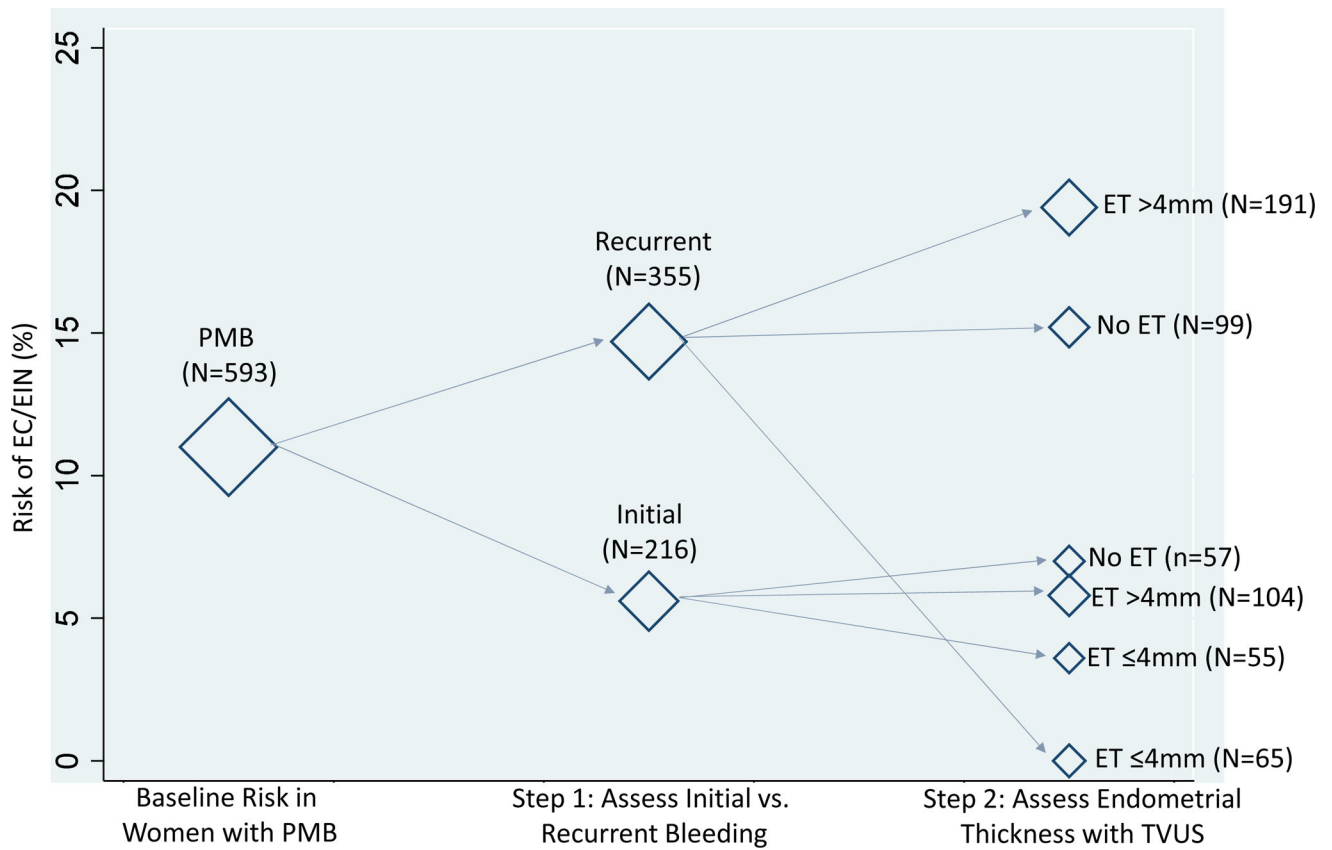 Risk of EC/EIN (%)
25
20
15
10
5
0
PMB
(N=593)
Recurrent
(N=355)
Initial
(N=216)
ET >4mm (N=191)
No ET (N=99)
No ET (n=57)
ET >4mm (N=104)
ET ≤4mm (N=55)
ET ≤4mm (N=65)
Baseline Risk in
Women with PMB
Step 1: Assess Initial vs.
Recurrent Bleeding
Step 2: Assess Endometrial
Thickness with TVUS